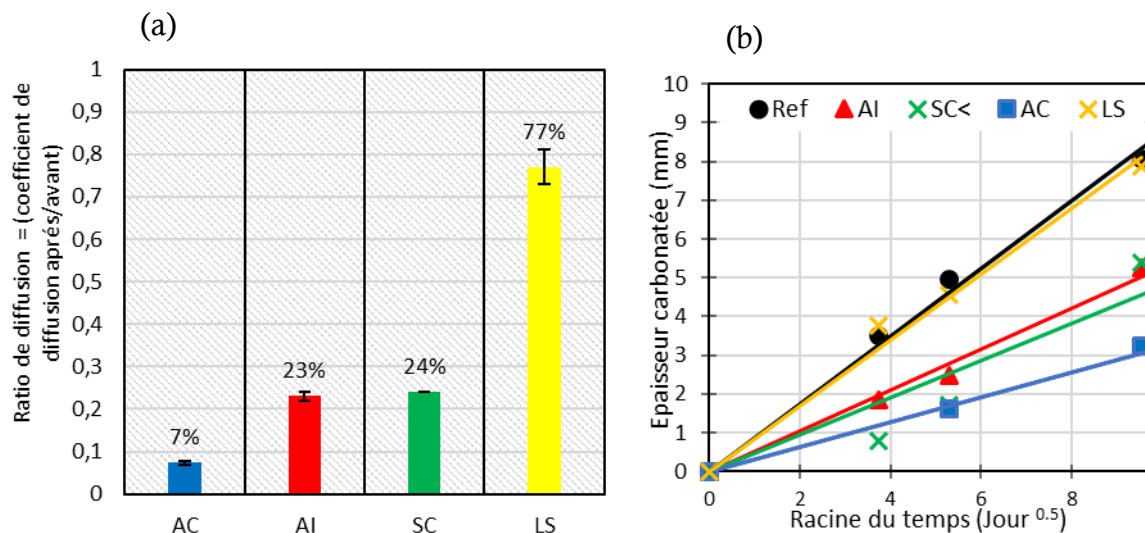 (a)
Ratio de diffusion = (coefficient de
diffusion aprés/avant)
1
0,9
0,8
0,7
0,6
0,5
0,4
0,3
0,2
0,1
0
7%
23%
24%
77%
AC AI SC LS
(b)
Epaisseur carbonatée (mm)
10
9
8
7
6
5
4
3
2
1
0
Ref AI SC< AC LS
0 2 4 6 8
Racine du temps (Jour 0.5)